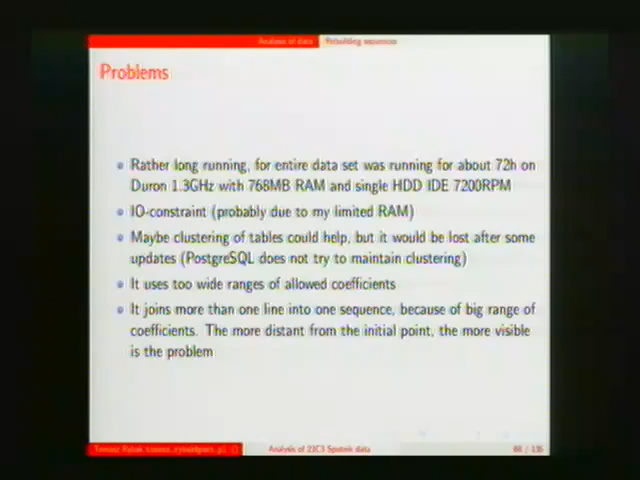 Analysis of data Rebuilding sequences
Problems
Rather long running, for entire data set was running for about 72h on
Duron 1.3GHz with 768MB RAM and single HDD IDE 7200RPM
IO-constraint (probably due to my limited RAM)
Maybe clustering of tables could help, but it would be lost after some
updates (PostgreSQL does not try to maintain clustering)
It uses too wide ranges of allowed coefficients
It joins more than one line into one sequence, because of big range of
coefficients. The more distant from the initial point, the more visible
is the problem
Analysis of 23C3 Sputnik data